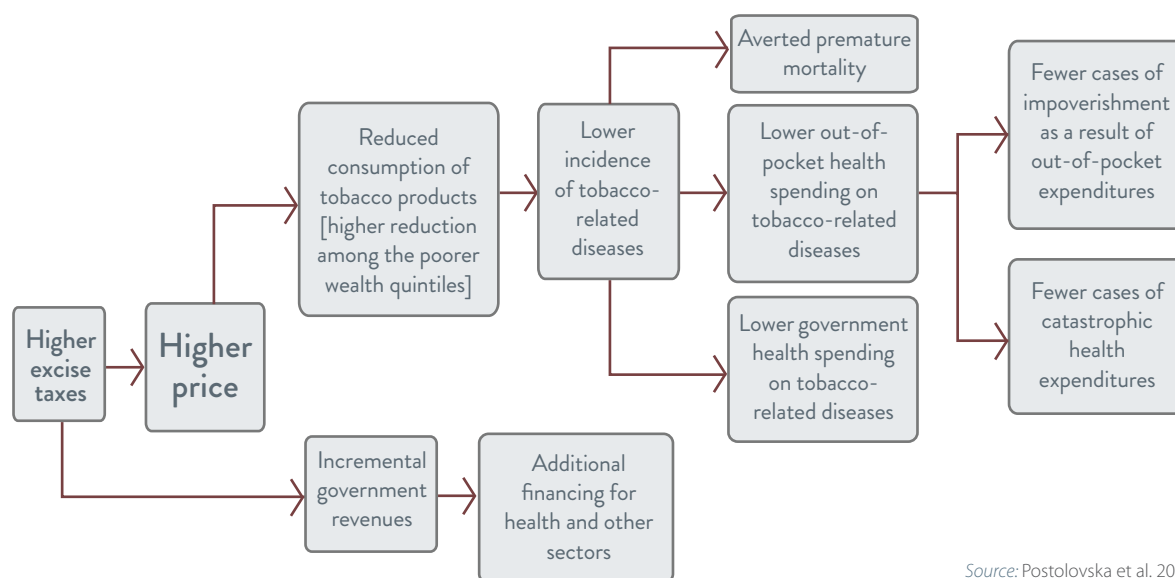 Higher
excise
taxes
Higher
price
Reduced
consumption of
tobacco products
[higher reduction
among the poorer
wealth quintiles]
Lower
incidence
of tobacco-
related
diseases
Averted premature
mortality
Lower out-of-
pocket health
spending on
tobacco-related
diseases
Lower government
health spending
on tobacco-
related diseases
Fewer cases of
impoverishment
as a result of
out-of-pocket
expenditures
Fewer cases of
catastrophic
health
expenditures
Incremental
government
revenues
Additional
financing for
health and other
sectors
Source: Postolovska et al. 20